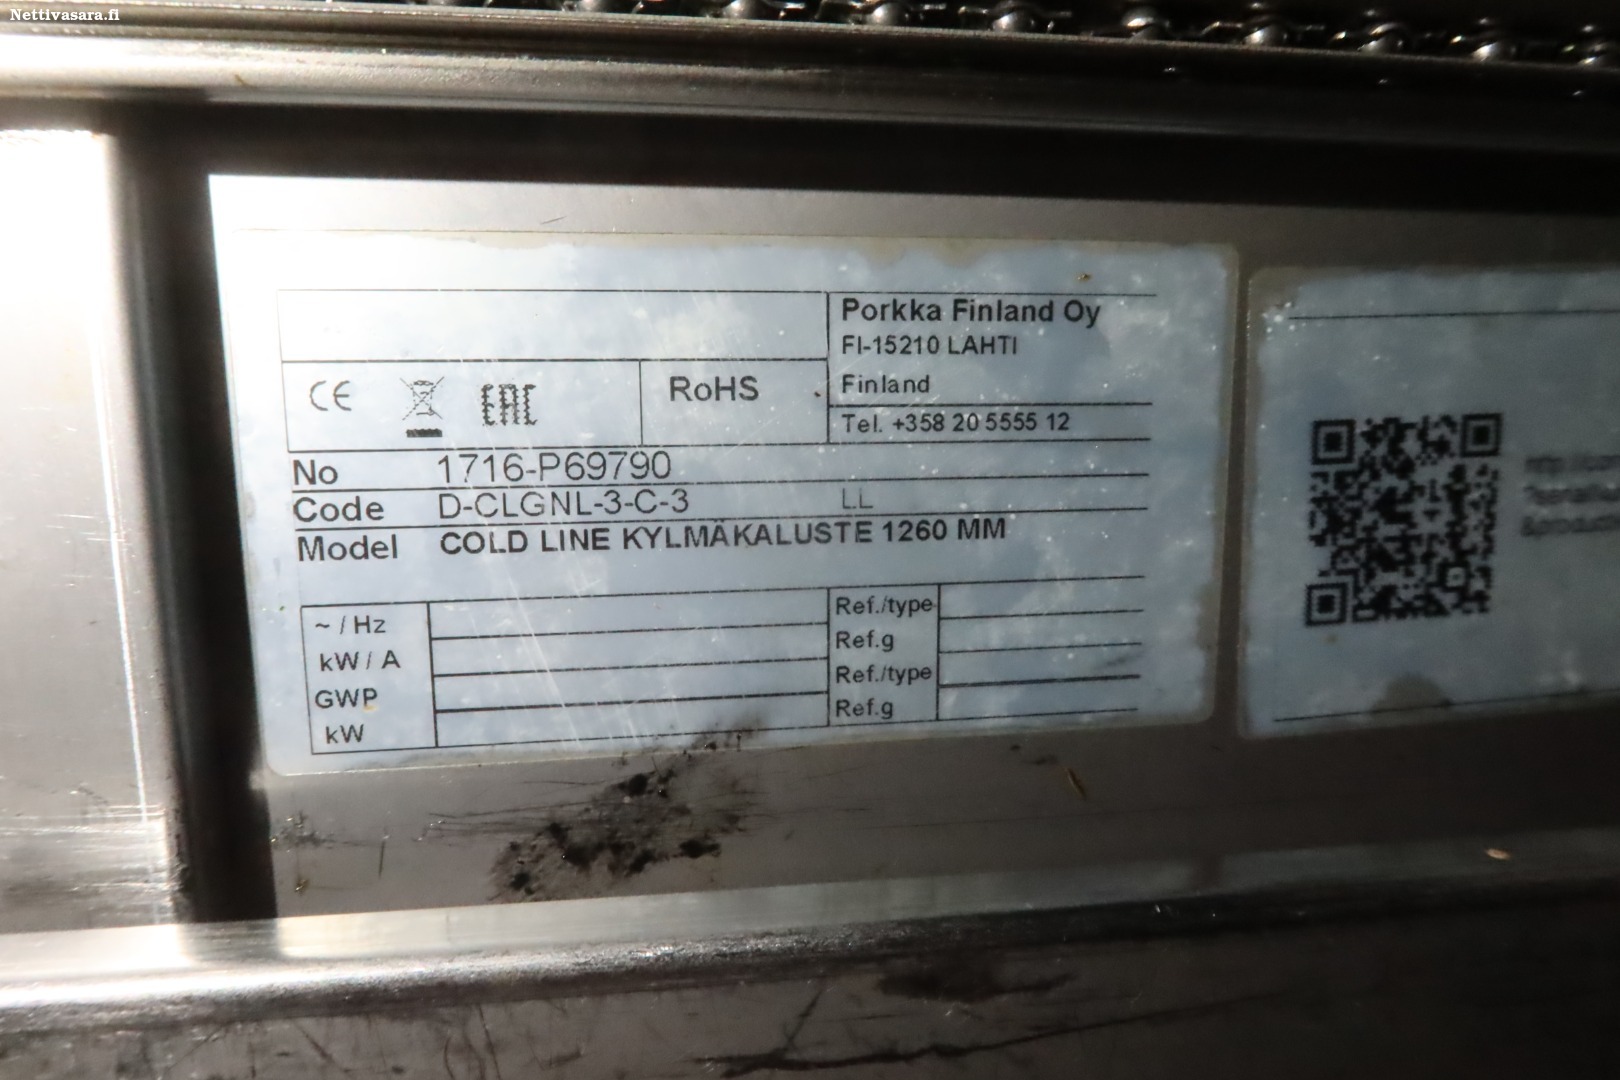 Nettivasara.fi
Porkka Finland Oy
FI-15210 LAHTI
Finland
Tel. +358 20 5555 12
CE EAC RoHS
No 1716-P69790
Code D-CLGNL-3-C-3 LL
Model COLD LINE KYLMÄKALUSTE 1260 MM
~ / Hz
kW / A
GWP
kW
Ref./type
Ref.g
Ref./type
Ref.g